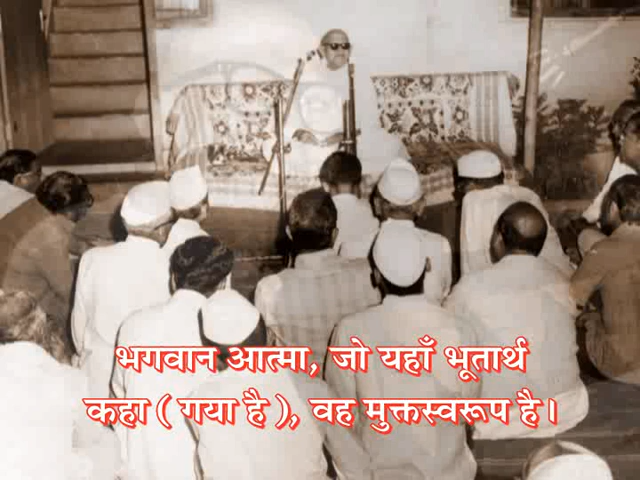 भगवान आत्मा, जो यहाँ भूतार्थ
कहा ( गया है ), वह मुक्तस्वरूप है।